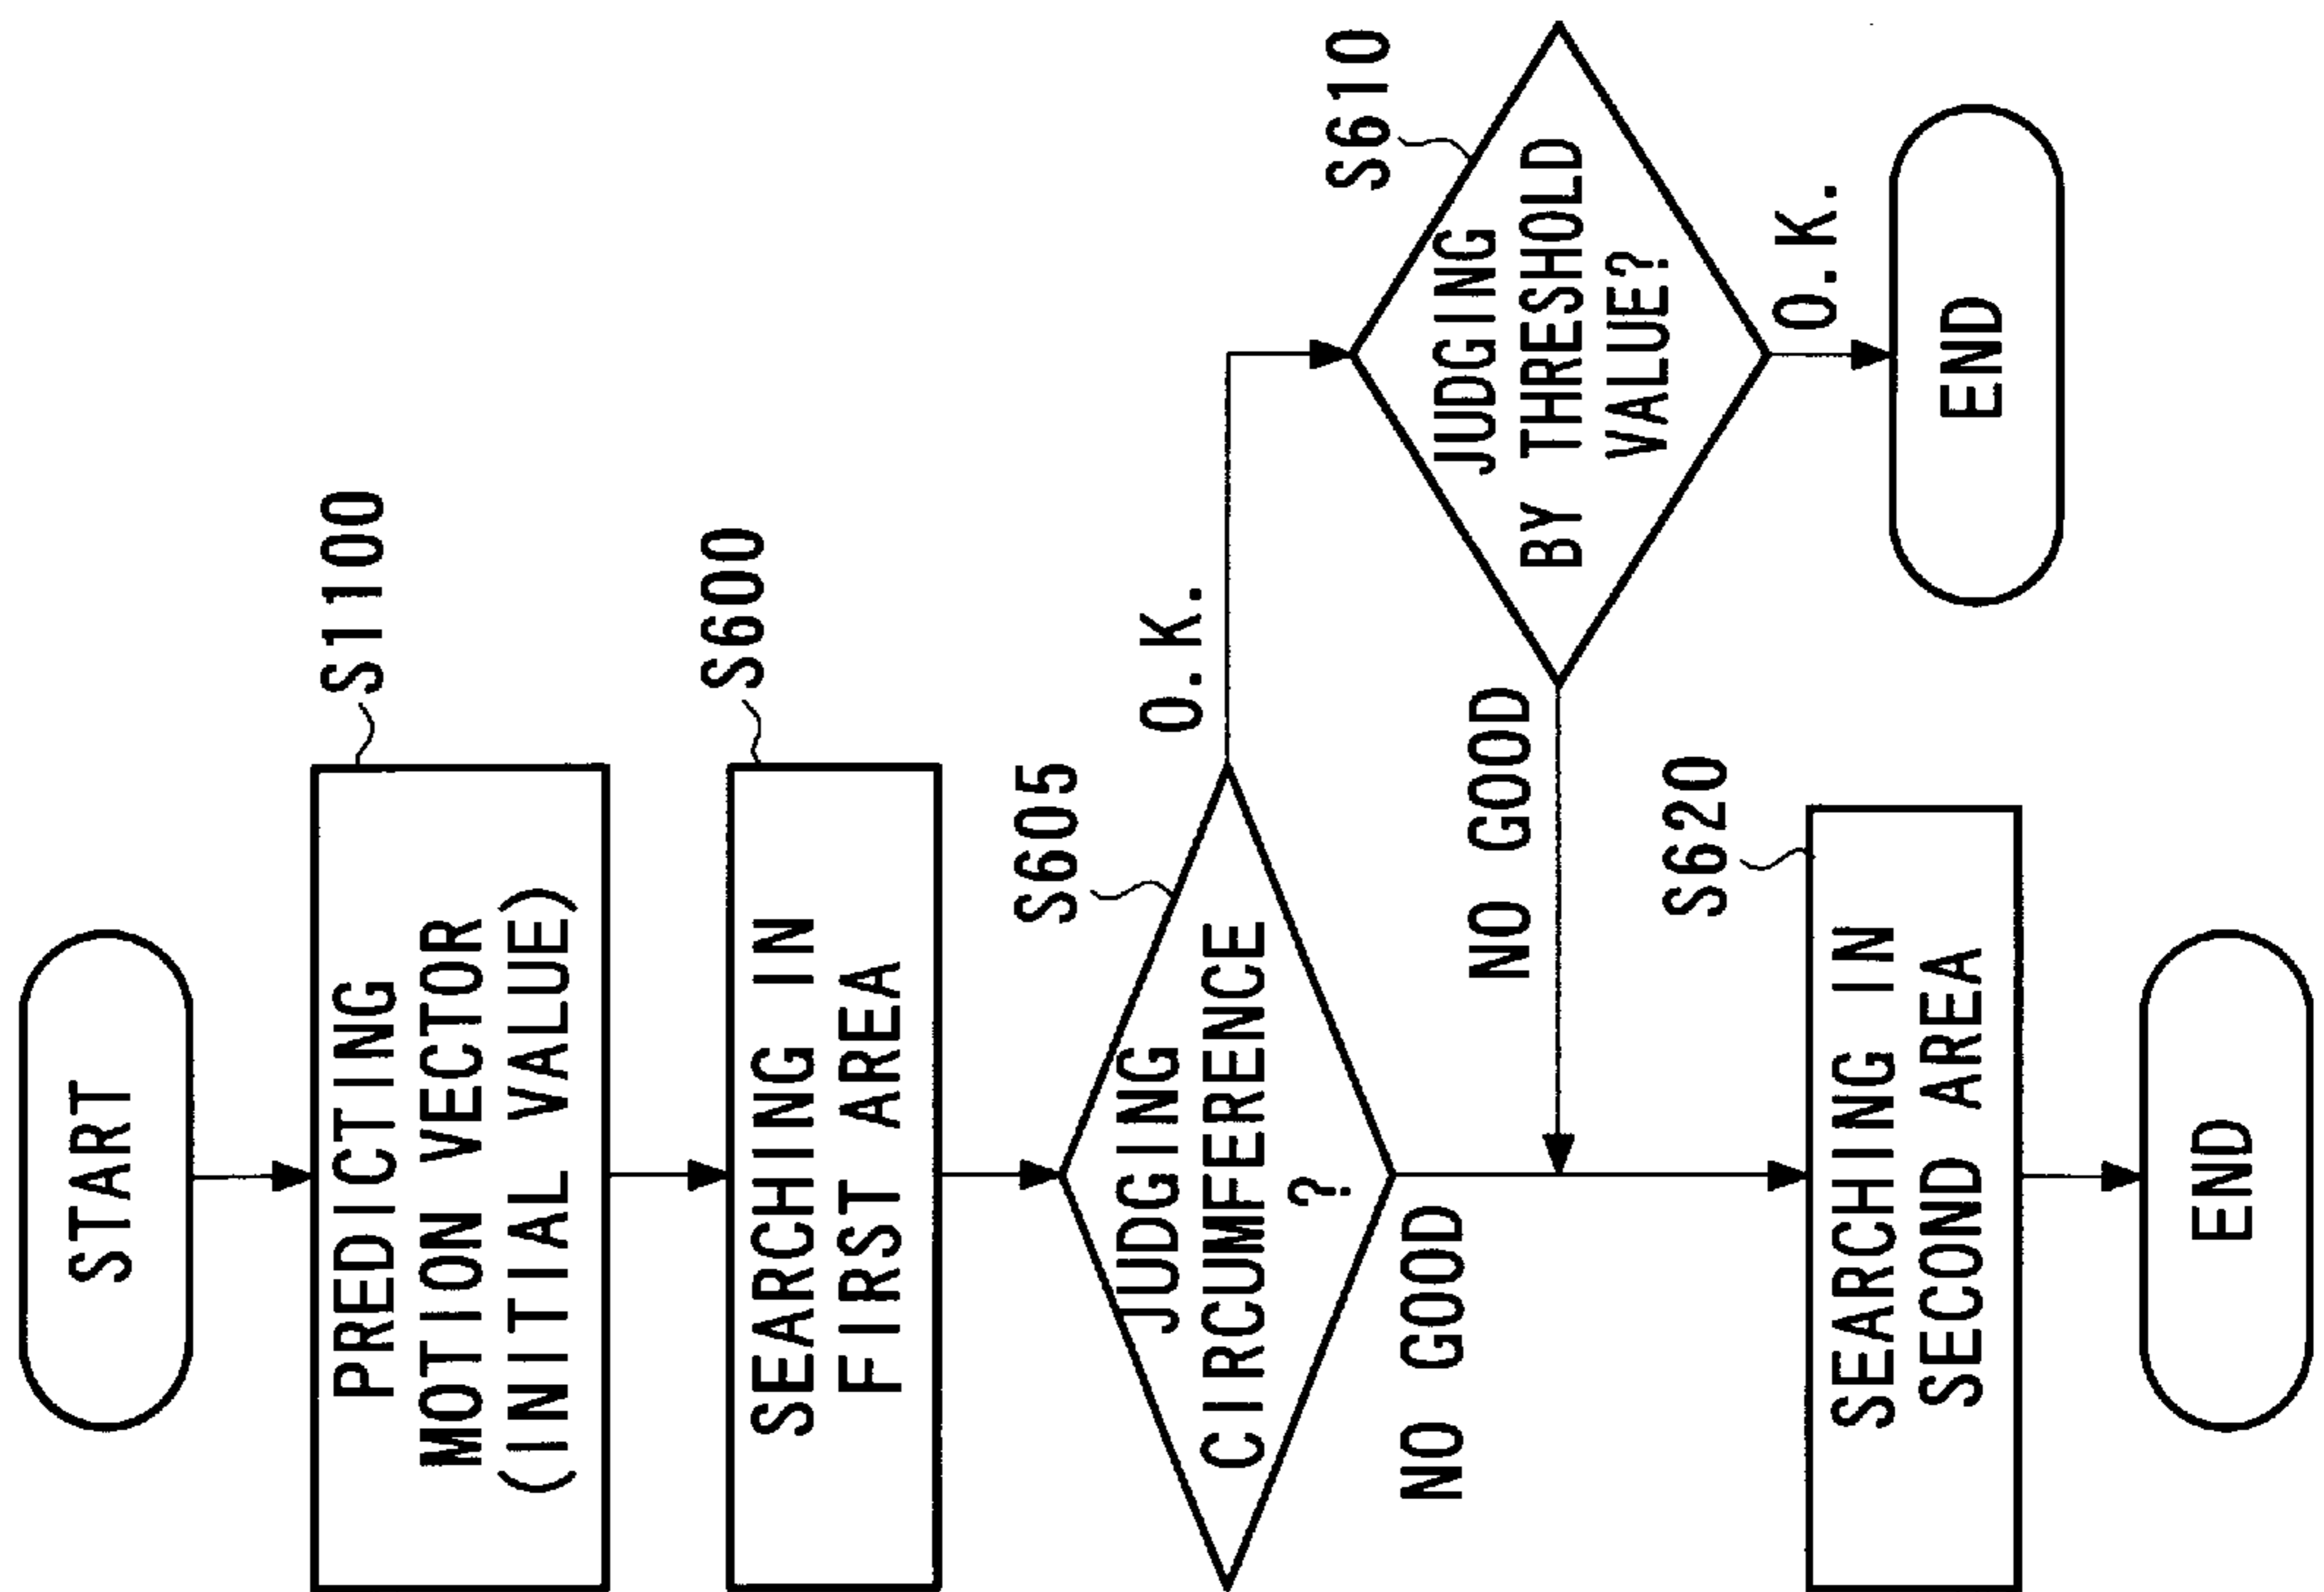 START
S1100
PREDICTING
MOTION VECTOR
(INITIAL VALUE)
S600
SEARCHING IN
FIRST AREA
S605
JUDGING
CIRCUMFERENCE
?
O.K.
NO GOOD
S610
JUDGING
BY THRESHOLD
VALUE?
NO GOOD
O.K.
END
S620
SEARCHING IN
SECOND AREA
END